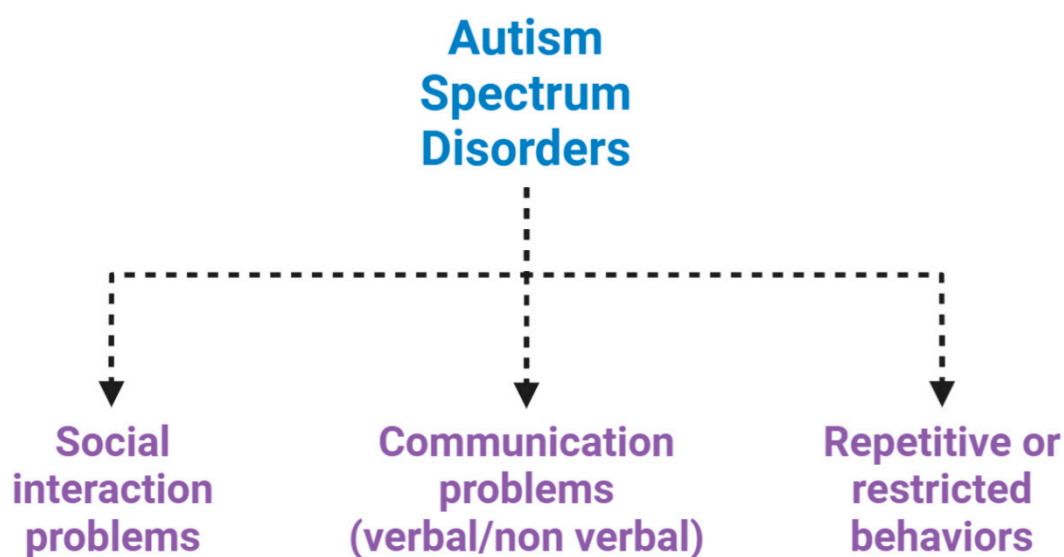 Autism
Spectrum
Disorders
Social
interaction
problems
Communication
problems
(verbal/non verbal)
Repetitive or
restricted
behaviors